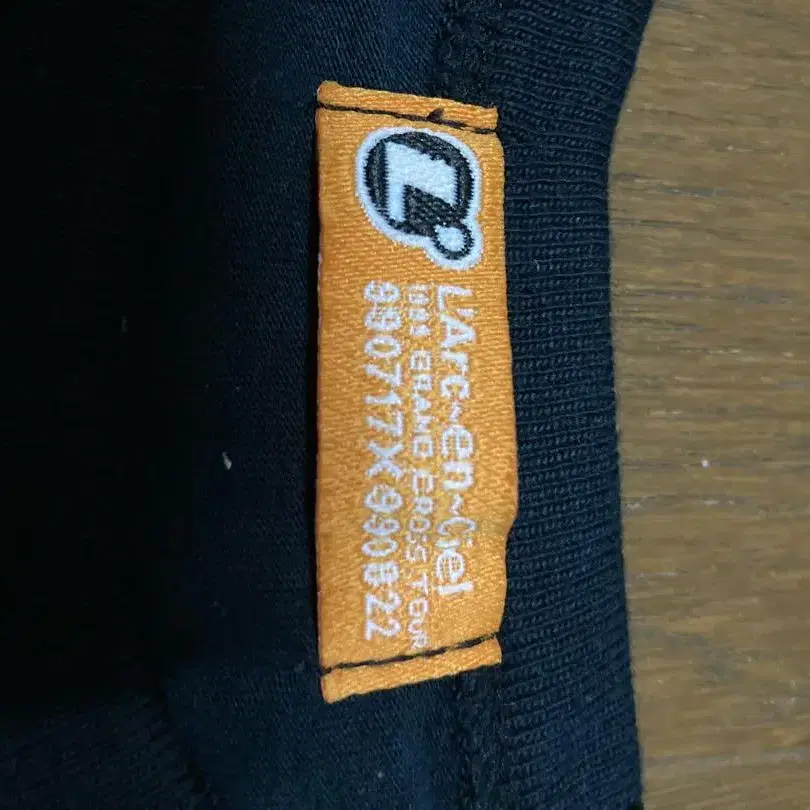 L'Arc~en~Ciel
1999 GRAND CROSS TOUR
990717X990822